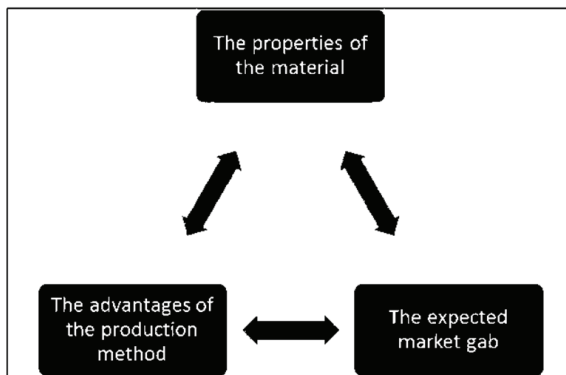 The properties of
the material
The advantages of
the production
method
The expected
market gab